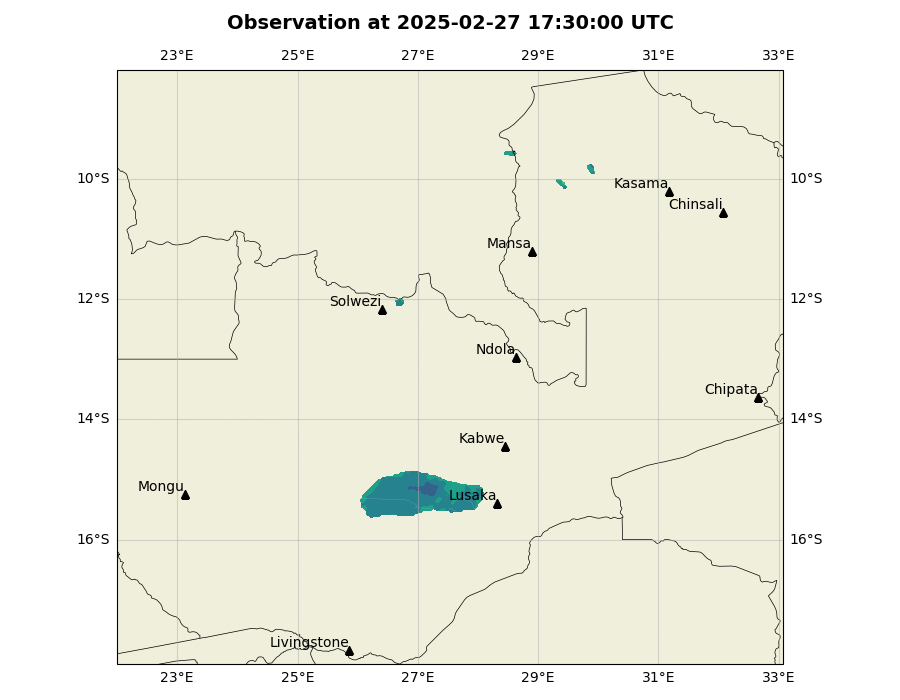 Observation at 2025-02-27 17:30:00 UTC
23°E 25°E 27°E 29°E 31°E 33°E
10°S 10°S
Kasama
Chinsali
Mansa
12°S 12°S
Solwezi
Ndola
Chipata
14°S 14°S
Kabwe
Mongu
Lusaka
16°S 16°S
Livingstone
23°E 25°E 27°E 29°E 31°E 33°E